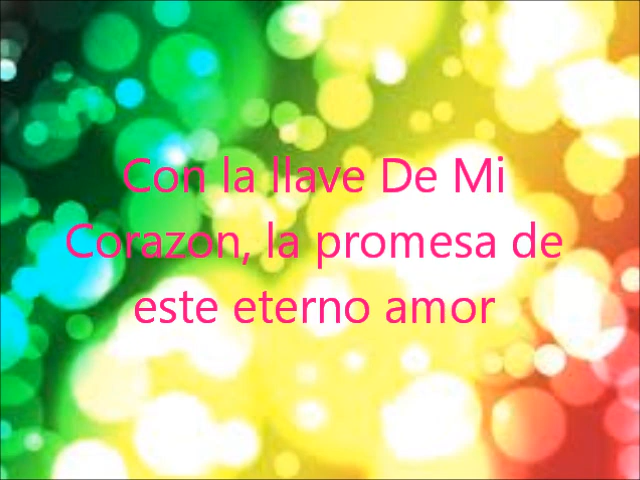 Con la llave De Mi
Corazon, la promesa de
este eterno amor